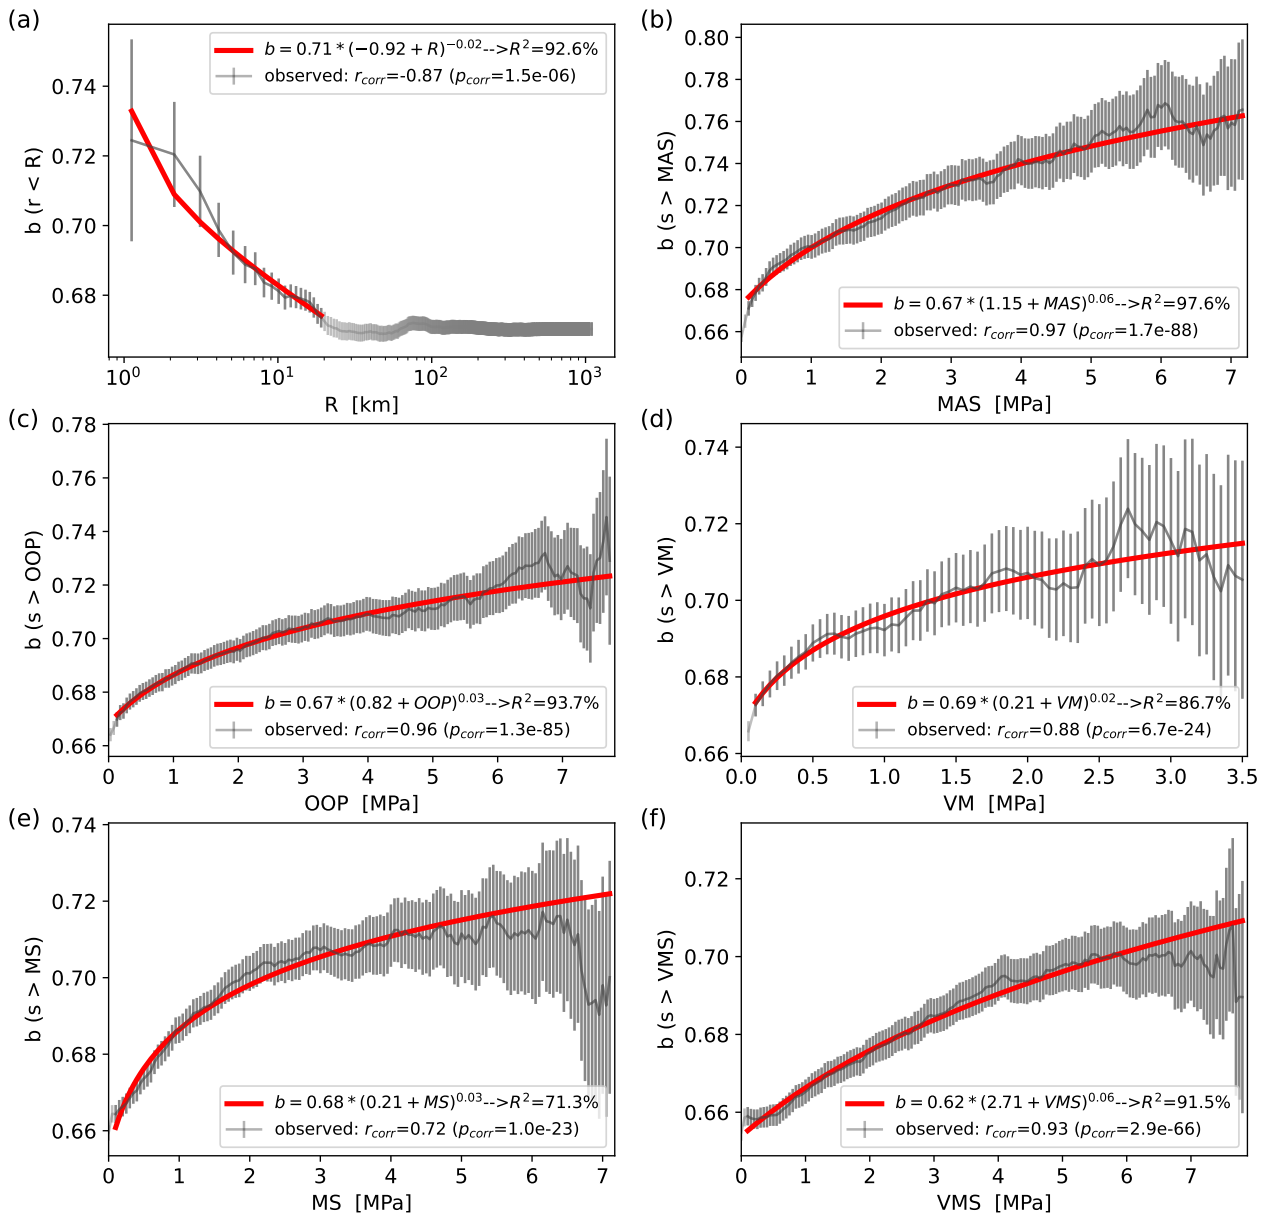 (a)
b = 0.71 * (−0.92 + R)^−0.02-->R²=92.6%
observed: r_corr=-0.87 (p_corr=1.5e-06)
0.74
0.72
0.70
0.68
b (r < R)
10⁰ 10¹ 10² 10³
R [km]
(b)
0.80
0.78
0.76
0.74
0.72
0.70
0.68
0.66
b (s > MAS)
b = 0.67 * (1.15 + MAS)^0.06-->R²=97.6%
observed: r_corr=0.97 (p_corr=1.7e-88)
0 1 2 3 4 5 6 7
MAS [MPa]
(c)
0.78
0.76
0.74
0.72
0.70
0.68
0.66
b (s > OOP)
b = 0.67 * (0.82 + OOP)^0.03-->R²=93.7%
observed: r_corr=0.96 (p_corr=1.3e-85)
0 1 2 3 4 5 6 7
OOP [MPa]
(d)
0.74
0.72
0.70
0.68
0.66
b (s > VM)
b = 0.69 * (0.21 + VM)^0.02-->R²=86.7%
observed: r_corr=0.88 (p_corr=6.7e-24)
0.0 0.5 1.0 1.5 2.0 2.5 3.0 3.5
VM [MPa]
(e)
0.74
0.72
0.70
0.68
0.66
b (s > MS)
b = 0.68 * (0.21 + MS)^0.03-->R²=71.3%
observed: r_corr=0.72 (p_corr=1.0e-23)
0 1 2 3 4 5 6 7
MS [MPa]
(f)
0.72
0.70
0.68
0.66
b (s > VMS)
b = 0.62 * (2.71 + VMS)^0.06-->R²=91.5%
observed: r_corr=0.93 (p_corr=2.9e-66)
0 1 2 3 4 5 6 7
VMS [MPa]